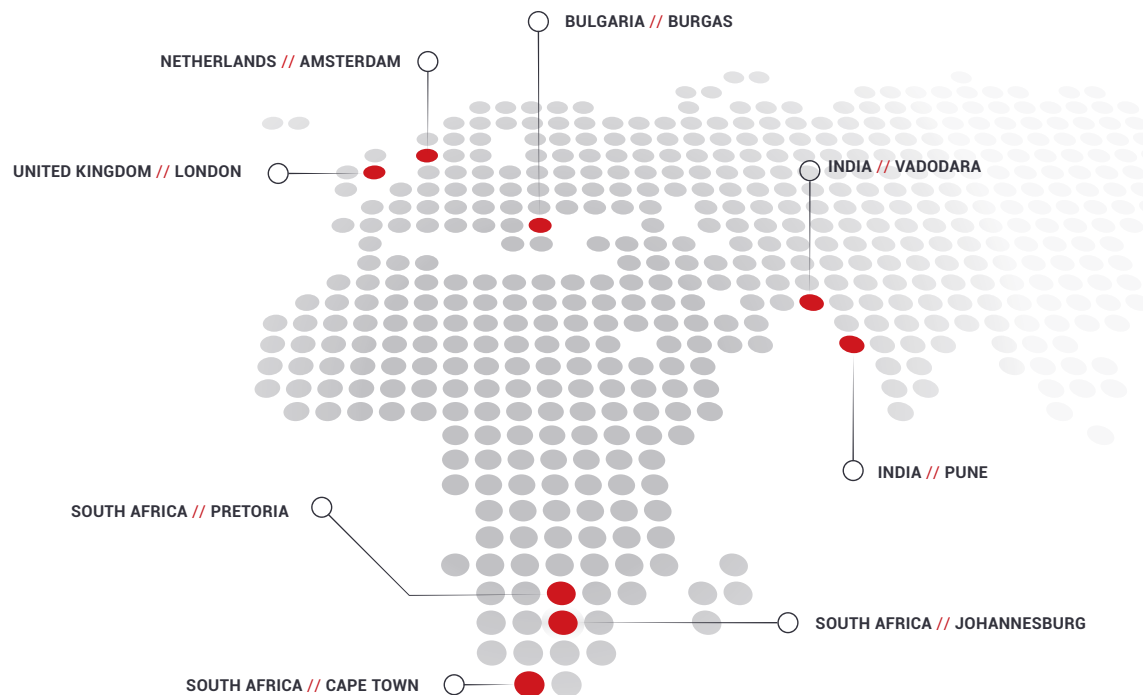 BULGARIA // BURGAS
NETHERLANDS // AMSTERDAM
UNITED KINGDOM // LONDON
INDIA // VADODARA
INDIA // PUNE
SOUTH AFRICA // PRETORIA
SOUTH AFRICA // JOHANNESBURG
SOUTH AFRICA // CAPE TOWN